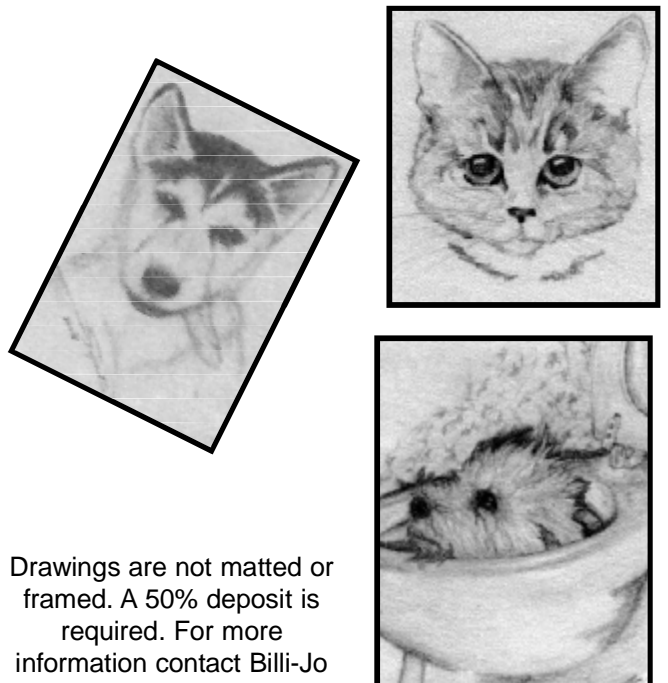 Drawings are not matted or
framed. A 50% deposit is
required. For more
information contact Billi-Jo